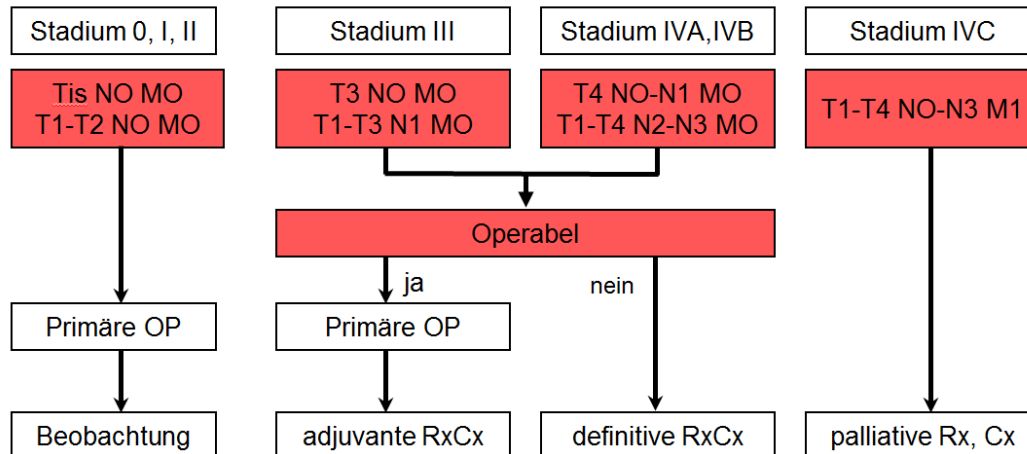 Stadium 0, I, II
Stadium III
Stadium IVA,IVB
Stadium IVC
Tis NO MO
T1-T2 NO MO
T3 NO MO
T1-T3 N1 MO
T4 NO-N1 MO
T1-T4 N2-N3 MO
T1-T4 NO-N3 M1
Operabel
ja
nein
Primäre OP
Primäre OP
Beobachtung
adjuvante RxCx
definitive RxCx
palliative Rx, Cx